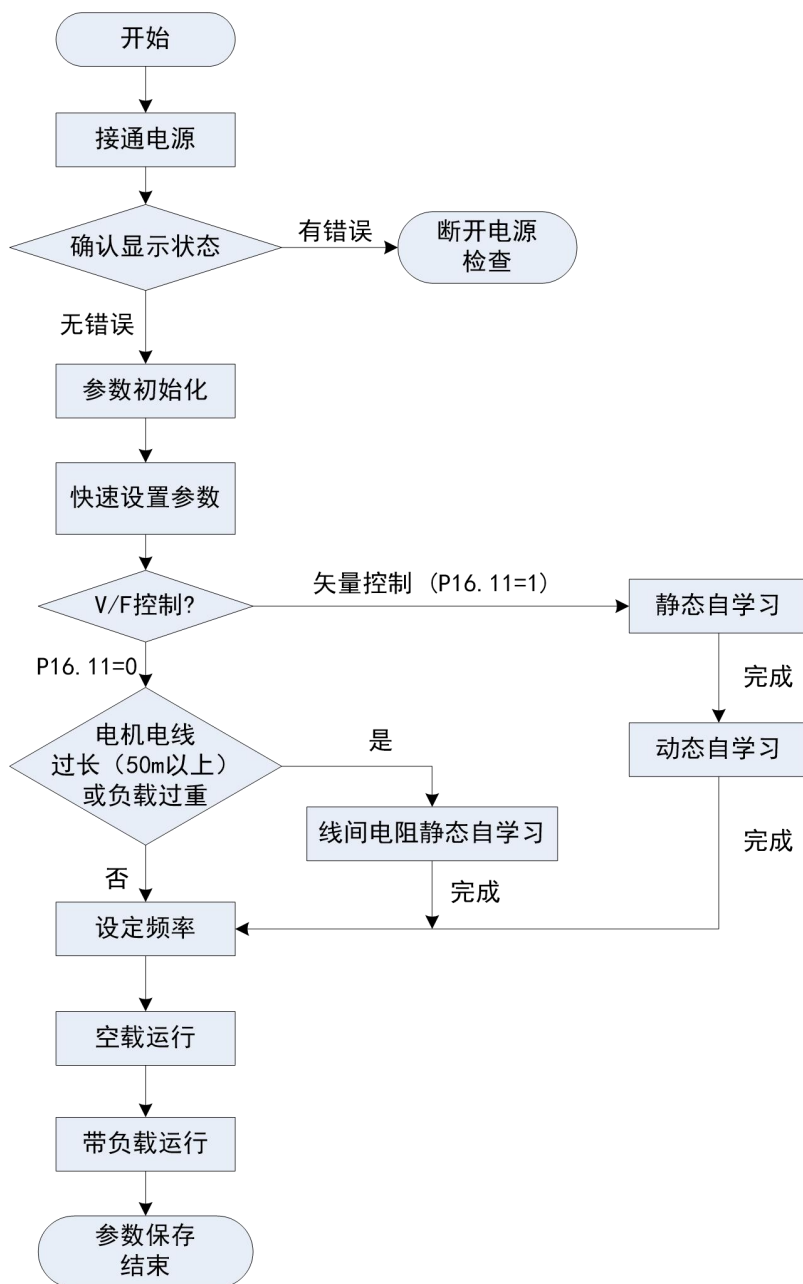 开始
接通电源
确认显示状态
有错误
断开电源
检查
无错误
参数初始化
快速设置参数
V/F控制?
矢量控制 (P16.11=1)
静态自学习
P16.11=0
完成
电机电线
过长（50m以上）
或负载过重
是
动态自学习
线间电阻静态自学习
完成
否
完成
设定频率
空载运行
带负载运行
参数保存
结束